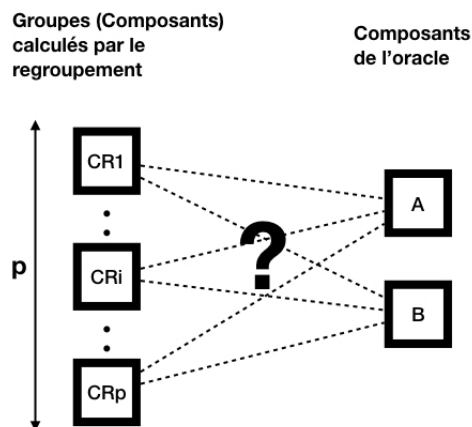 Groupes (Composants)
calculés par le
regroupement
Composants
de l'oracle
CR1
A
?
p
CRi
B
CRp